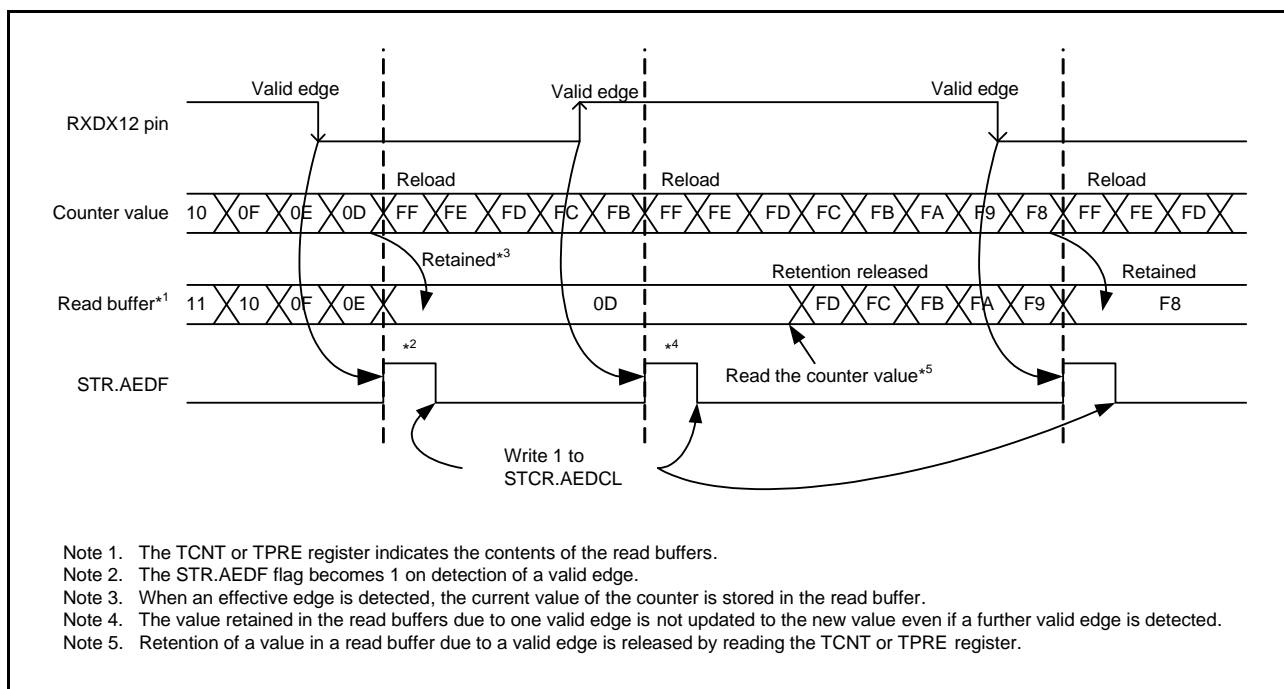 Valid edge Valid edge Valid edge
RXDX12 pin
Reload Reload Reload
Counter value 10 0F 0E 0D FF FE FD FC FB FF FE FD FC FB FA F9 F8 FF FE FD
Retained*3 Retention released Retained
Read buffer*1 11 10 0F 0E 0D FD FC FB FA F9 F8
*2 *4
STR.AEDF Read the counter value*5
Write 1 to
STCR.AEDCL
Note 1. The TCNT or TPRE register indicates the contents of the read buffers.
Note 2. The STR.AEDF flag becomes 1 on detection of a valid edge.
Note 3. When an effective edge is detected, the current value of the counter is stored in the read buffer.
Note 4. The value retained in the read buffers due to one valid edge is not updated to the new value even if a further valid edge is detected.
Note 5. Retention of a value in a read buffer due to a valid edge is released by reading the TCNT or TPRE register.